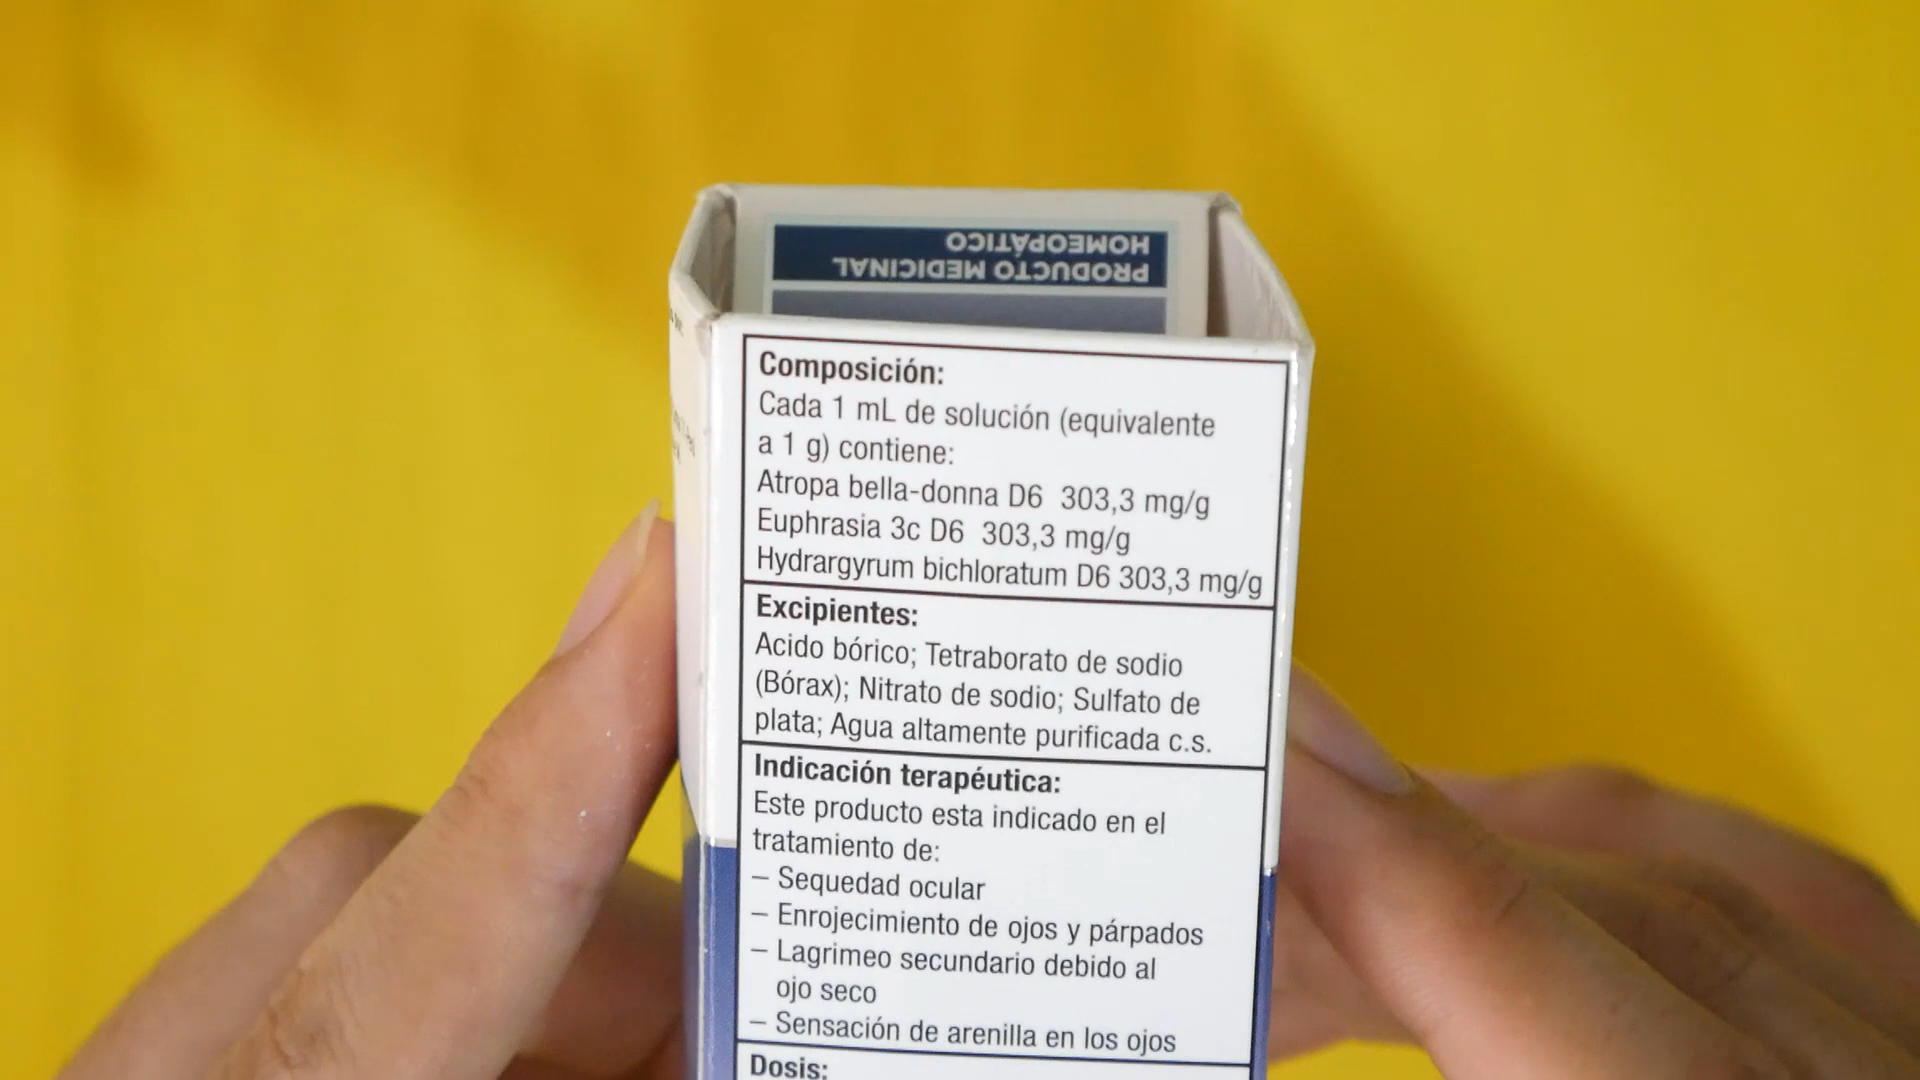 PRODUCTO MEDICINAL
HOMEOPÁTICO
Composición:
Cada 1 mL de solución (equivalente
a 1 g) contiene:
Atropa bella-donna D6 303,3 mg/g
Euphrasia 3c D6 303,3 mg/g
Hydrargyrum bichloratum D6 303,3 mg/g
Excipientes:
Acido bórico; Tetraborato de sodio
(Bórax); Nitrato de sodio; Sulfato de
plata; Agua altamente purificada c.s.
Indicación terapéutica:
Este producto esta indicado en el
tratamiento de:
– Sequedad ocular
– Enrojecimiento de ojos y párpados
– Lagrimeo secundario debido al
ojo seco
– Sensación de arenilla en los ojos
Dosis: